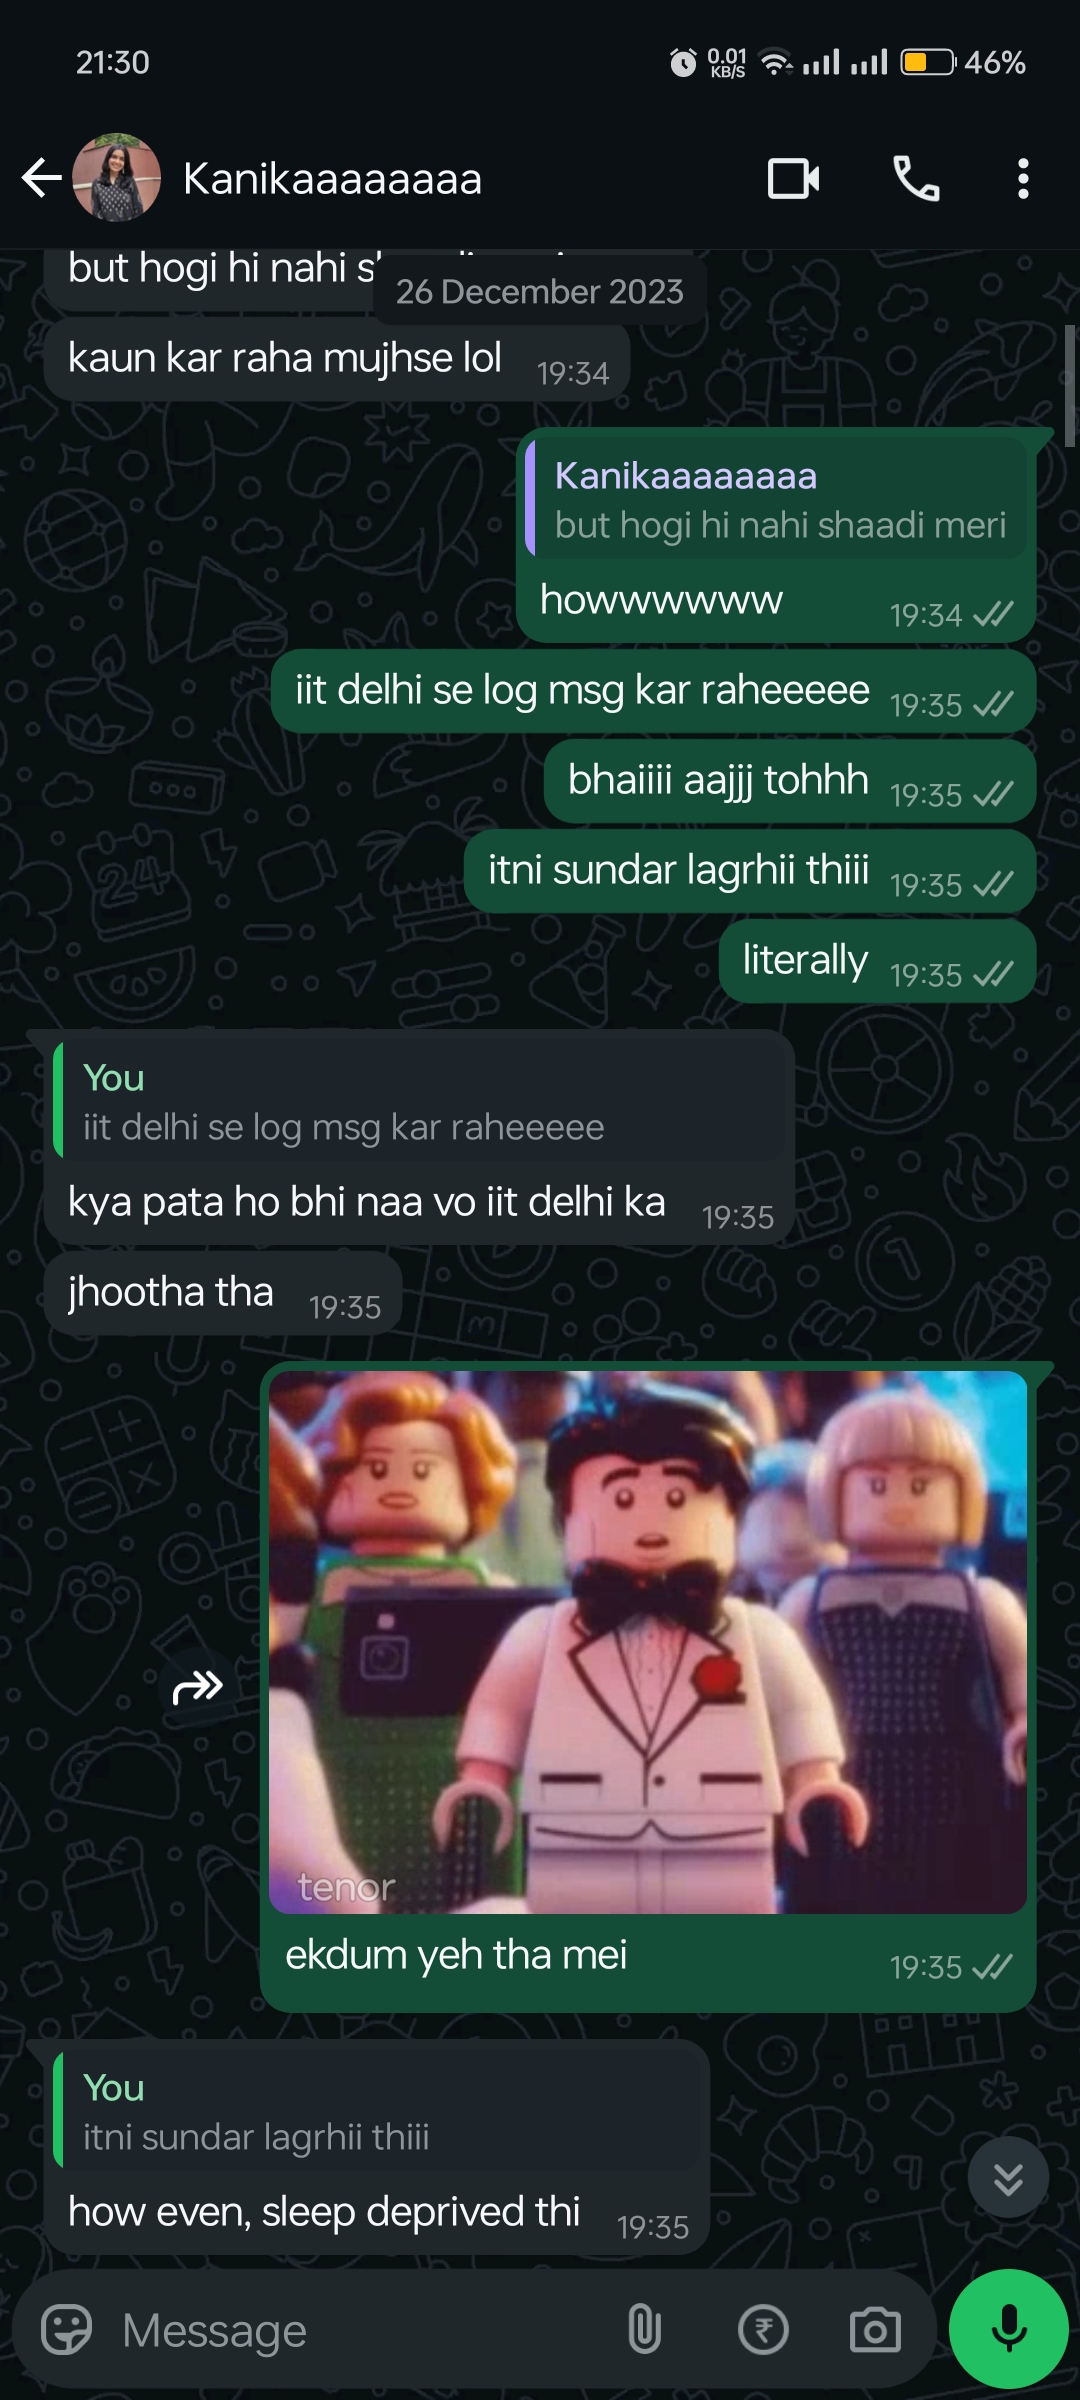 21:30
0.01
KB/S
46%
Kanikaaaaaaaa
but hogi hi nahi
26 December 2023
kaun kar raha mujhse lol 19:34
Kanikaaaaaaaa
but hogi hi nahi shaadi meri
howwwwww 19:34
iit delhi se log msg kar raheeeee 19:35
bhaiiii aajjj tohhh 19:35
itni sundar lagrhii thiii 19:35
literally 19:35
You
iit delhi se log msg kar raheeeee
kya pata ho bhi naa vo iit delhi ka 19:35
jhootha tha 19:35
tenor
ekdum yeh tha mei 19:35
You
itni sundar lagrhii thiii
how even, sleep deprived thi 19:35
Message